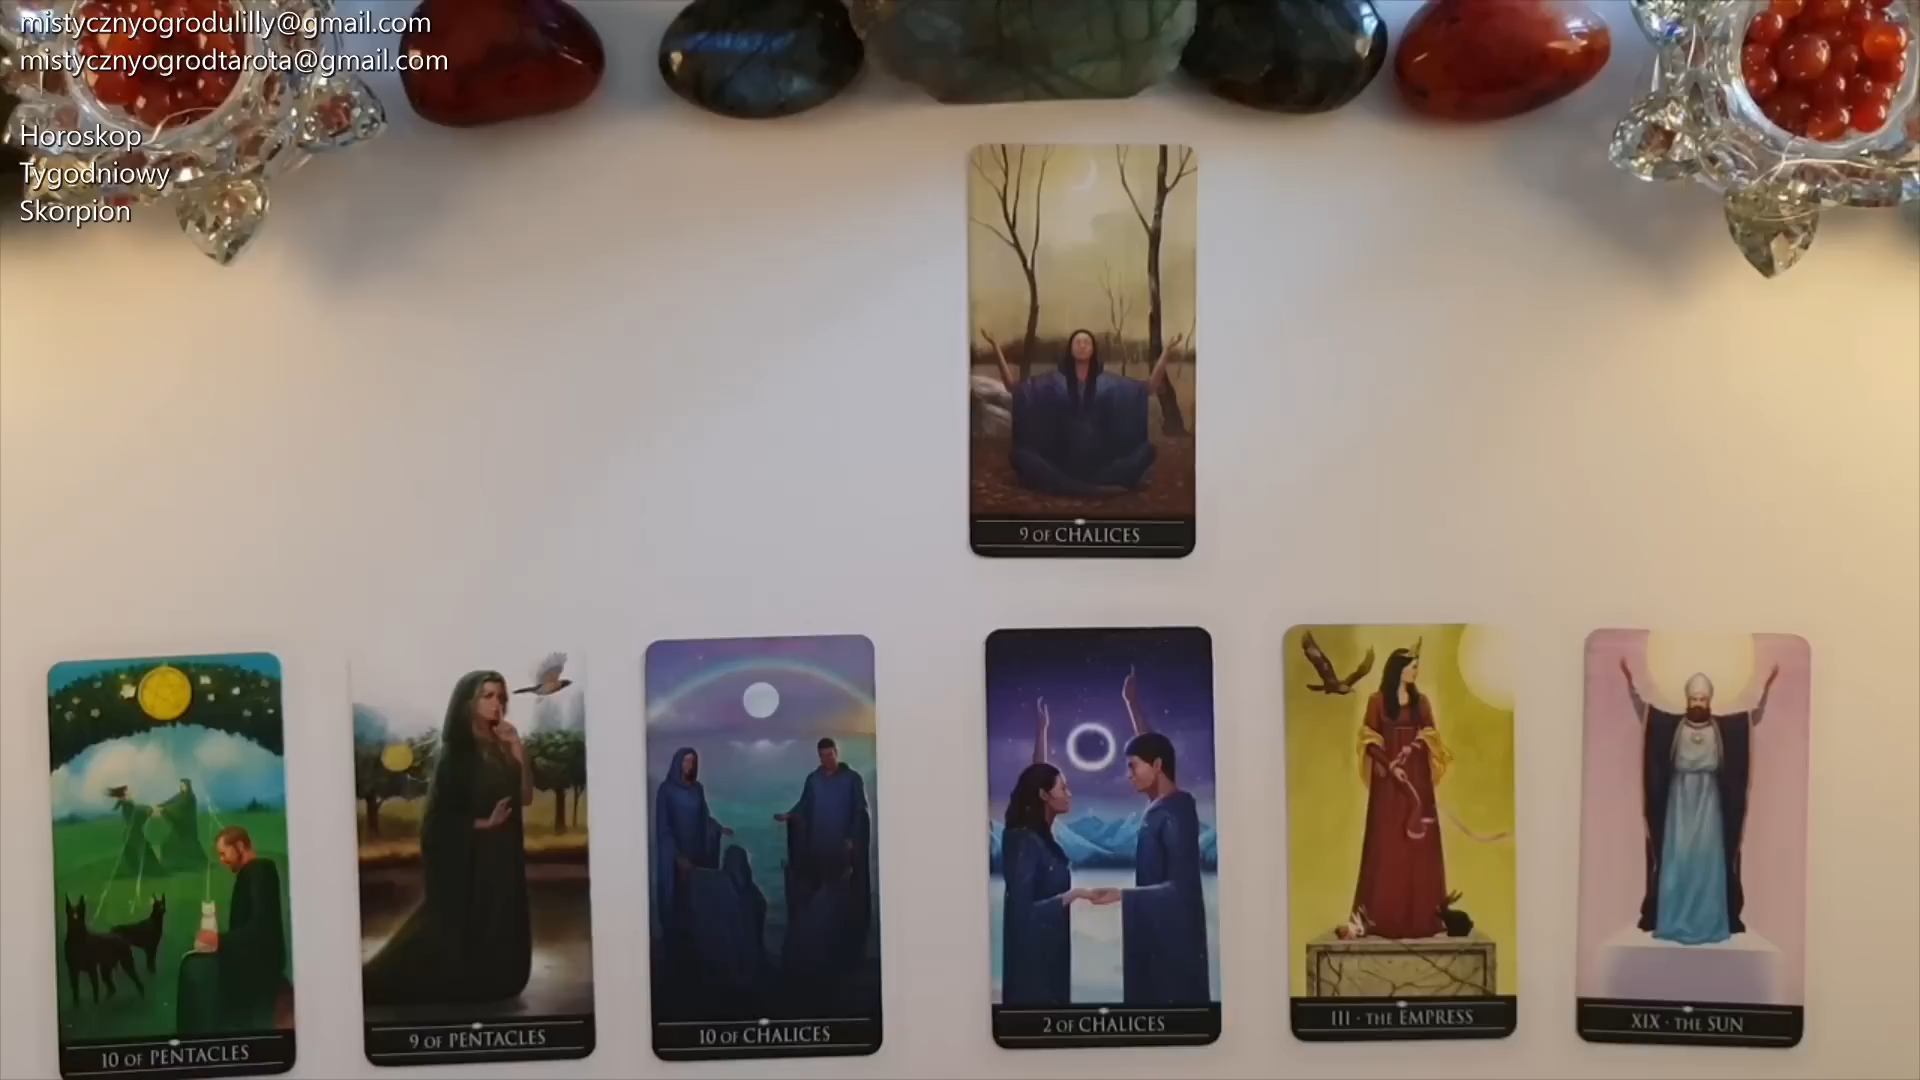 mistycznyogrodulilly@gmail.com
mistycznyogrodtarota@gmail.com
Horoskop
Tygodniowy
Skorpion
9 OF CHALICES
10 OF PENTACLES
9 OF PENTACLES
10 OF CHALICES
2 OF CHALICES
III · THE EMPRESS
XIX · THE SUN